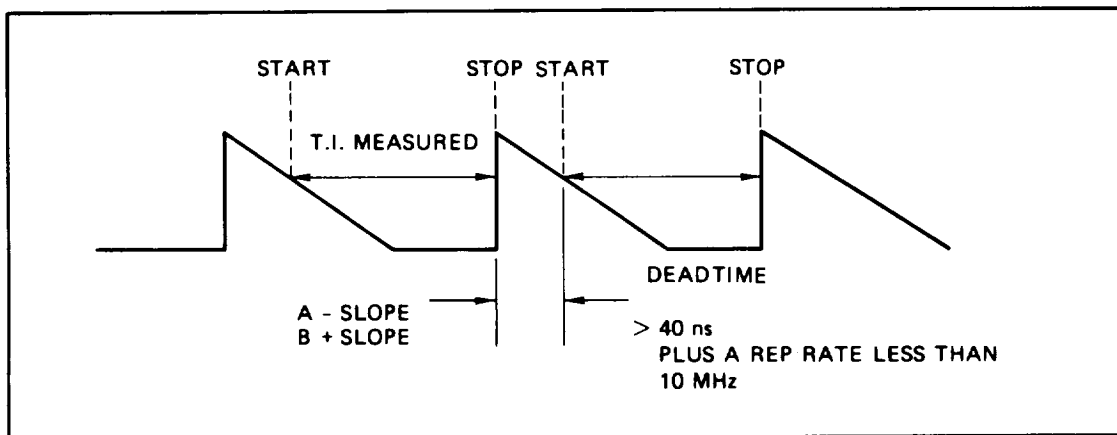 START STOP START STOP
T.I. MEASURED
DEADTIME
A - SLOPE
B + SLOPE
> 40 ns
PLUS A REP RATE LESS THAN
10 MHz